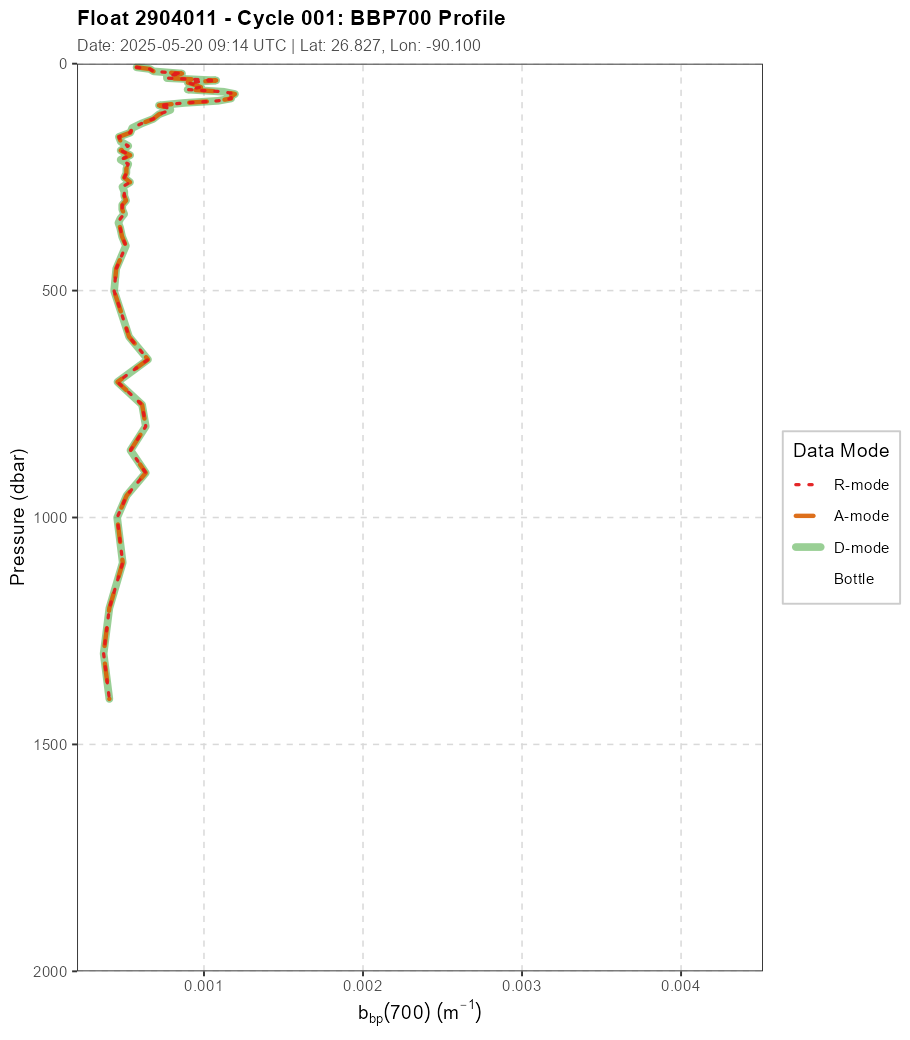 Float 2904011 - Cycle 001: BBP700 Profile
Date: 2025-05-20 09:14 UTC | Lat: 26.827, Lon: -90.100
0
500
1000
1500
2000
Pressure (dbar)
0.001 0.002 0.003 0.004
b_bp(700) (m⁻¹)
Data Mode
R-mode
A-mode
D-mode
Bottle